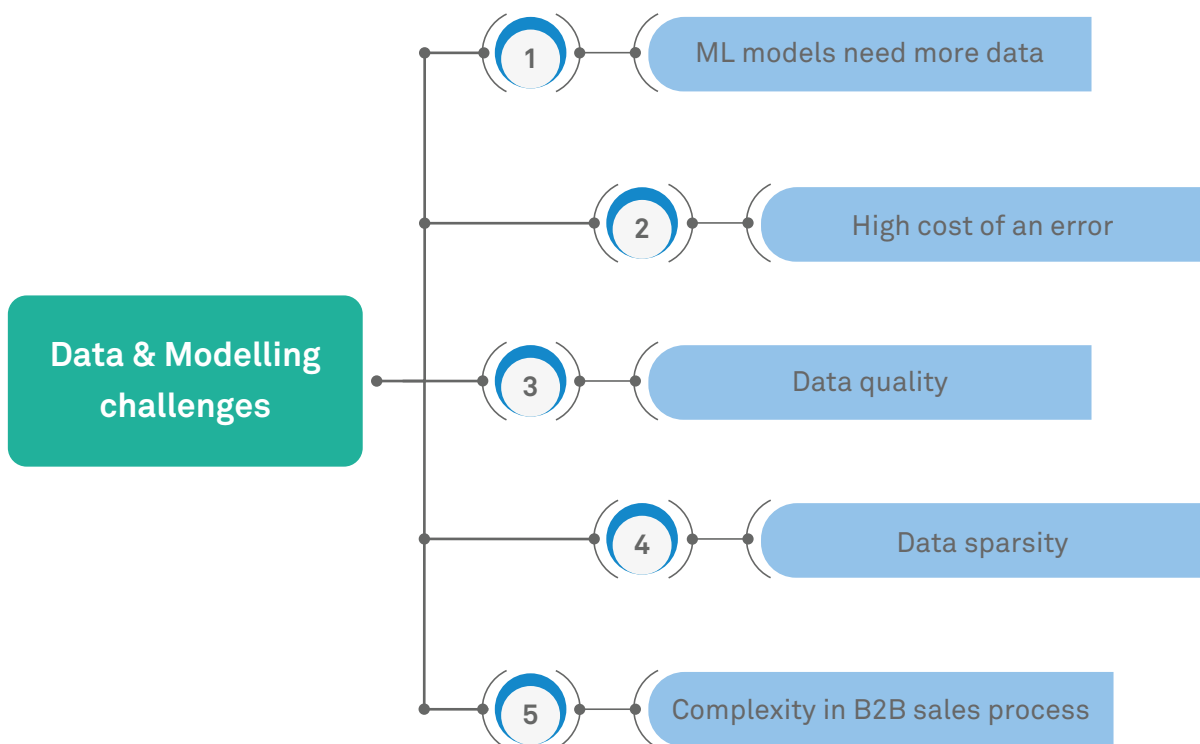 1
ML models need more data
2
High cost of an error
Data & Modelling
challenges
3
Data quality
4
Data sparsity
5
Complexity in B2B sales process